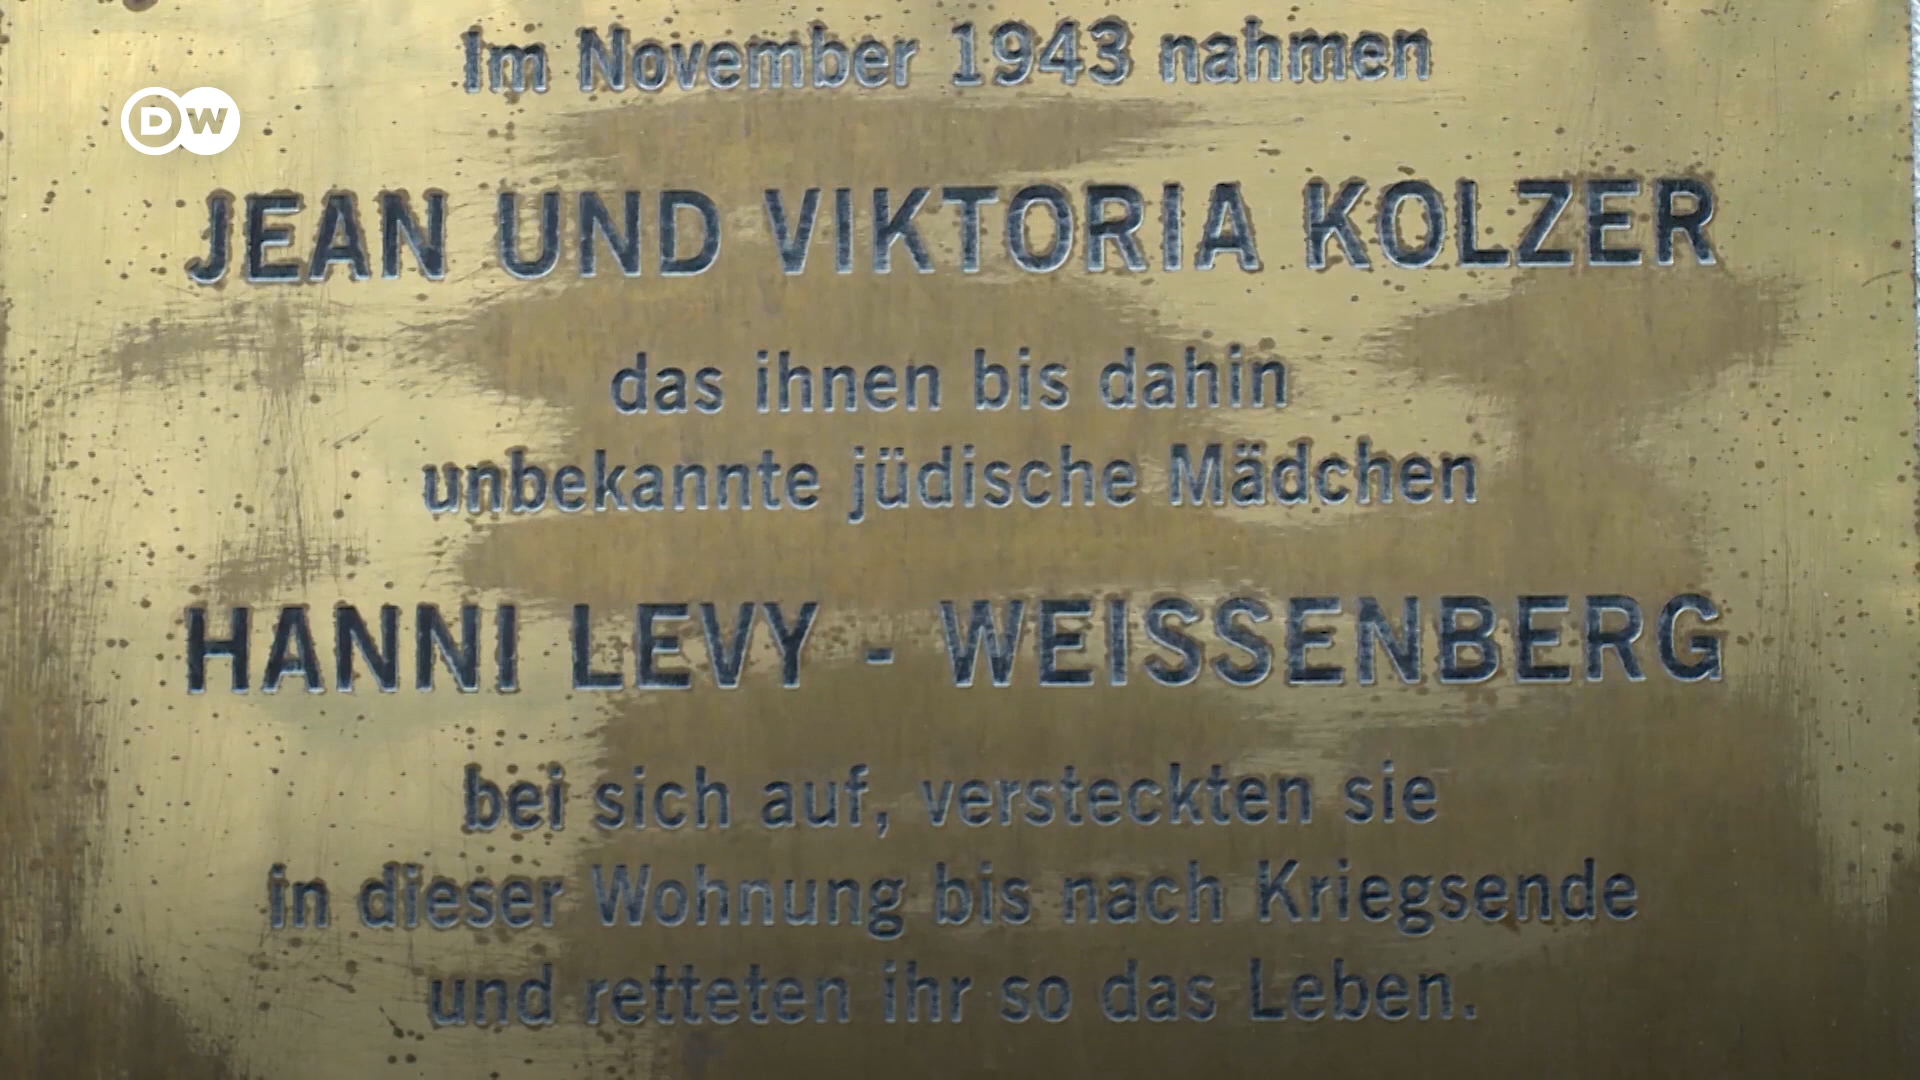 Im November 1943 nahmen
DW
JEAN UND VIKTORIA KOLZER
das ihnen bis dahin
unbekannte jüdische Mädchen
HANNI LEVY - WEISSENBERG
bei sich auf, versteckten sie
in dieser Wohnung bis nach Kriegsende
und retteten ihr so das Leben.